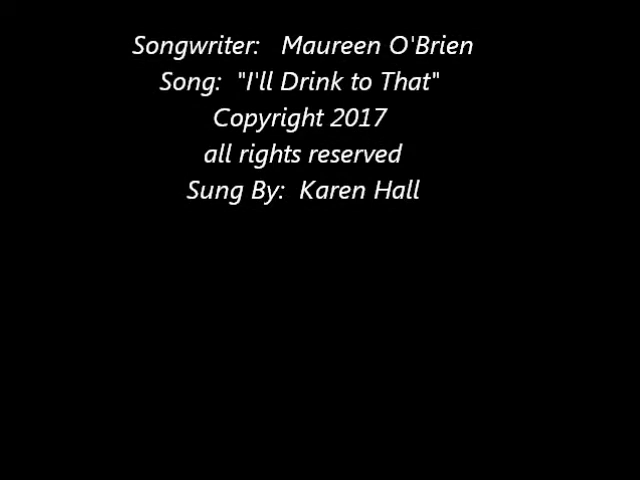 Songwriter:   Maureen O'Brien
Song:  "I'll Drink to That"
Copyright 2017
all rights reserved
Sung By:  Karen Hall